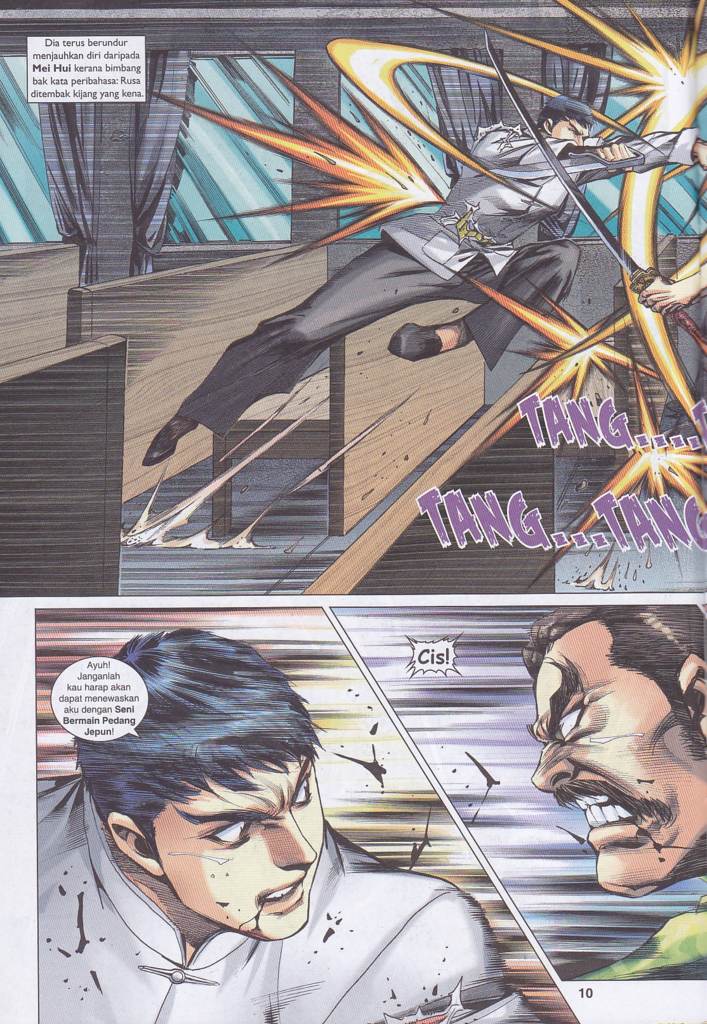 Dia terus berundur
menjauhkan diri daripada
Mei Hui kerana bimbang
bak kata peribahasa: Rusa
ditembak kijang yang kena.
TANG....T
TANG...TANG
Ayuh!
Janganlah
kau harap akan
dapat menewaskan
aku dengan Seni
Bermain Pedang
Jepun!
Cis!
10